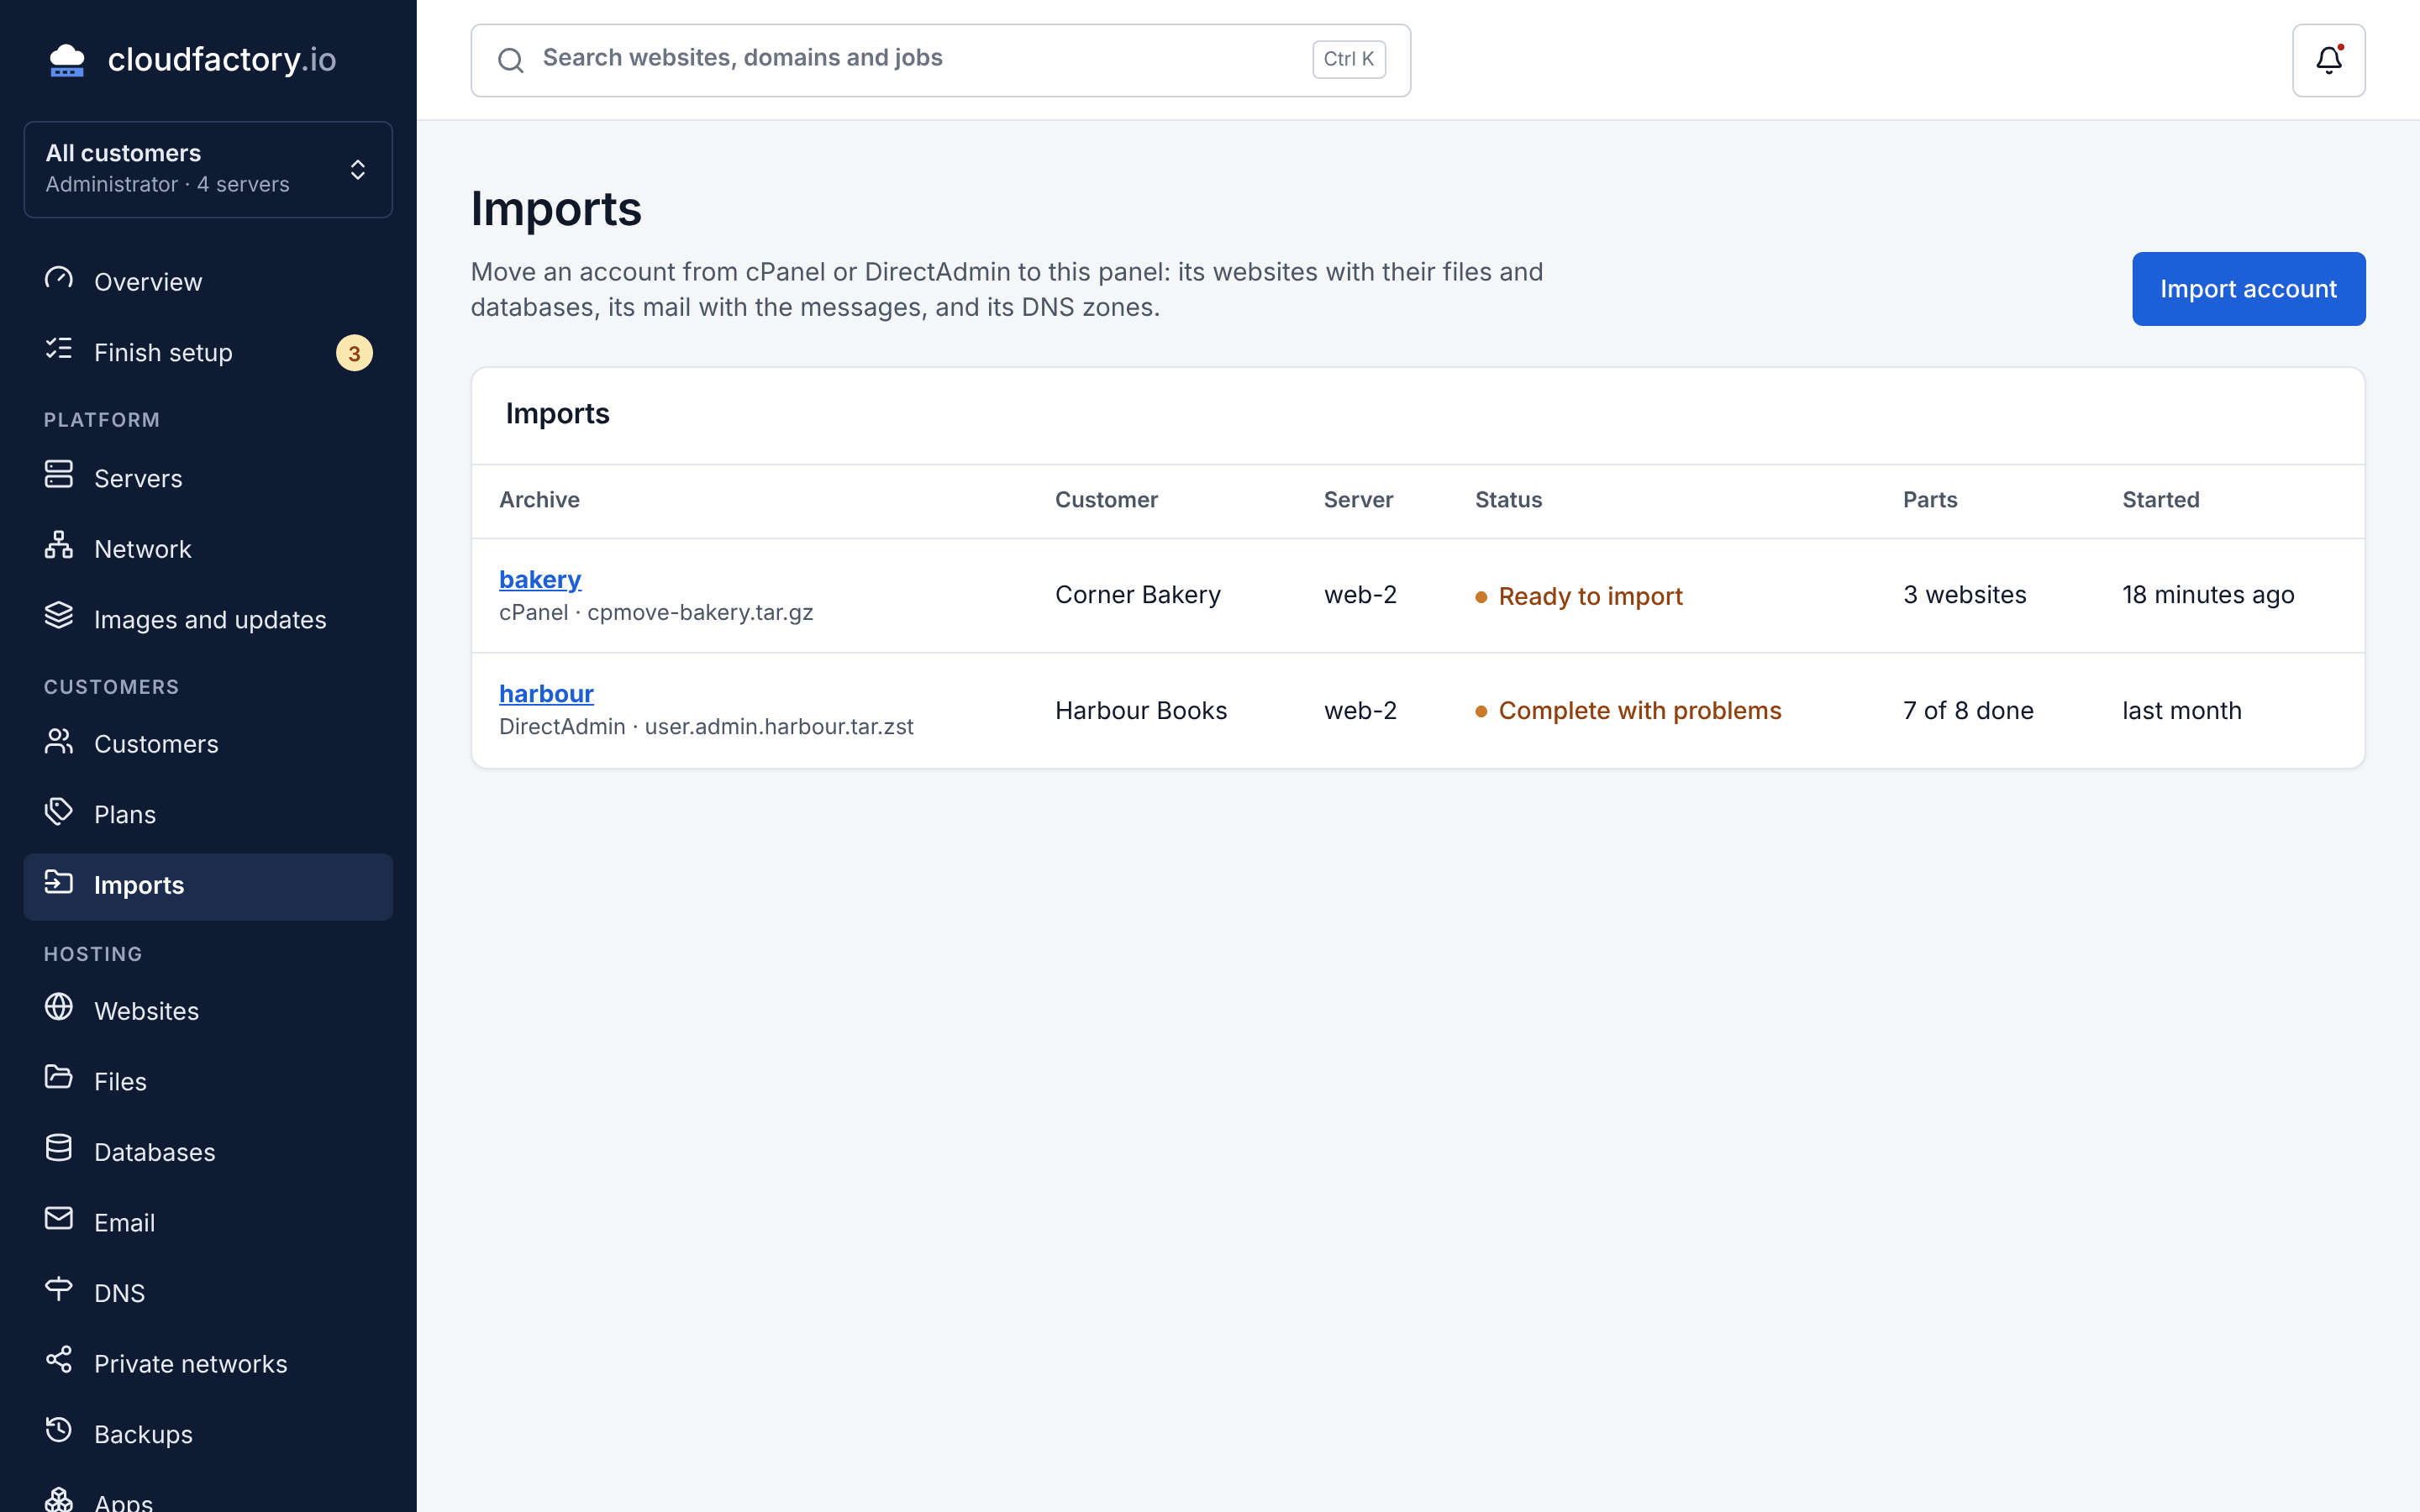 cloudfactory.io
All customers
Administrator · 4 servers
Overview
Finish setup 3
PLATFORM
Servers
Network
Images and updates
CUSTOMERS
Customers
Plans
Imports
HOSTING
Websites
Files
Databases
Email
DNS
Private networks
Backups
Apps
Search websites, domains and jobs Ctrl K
Imports
Move an account from cPanel or DirectAdmin to this panel: its websites with their files and
databases, its mail with the messages, and its DNS zones.
Import account
Imports
Archive Customer Server Status Parts Started
bakery
cPanel · cpmove-bakery.tar.gz
Corner Bakery web-2 Ready to import 3 websites 18 minutes ago
harbour
DirectAdmin · user.admin.harbour.tar.zst
Harbour Books web-2 Complete with problems 7 of 8 done last month